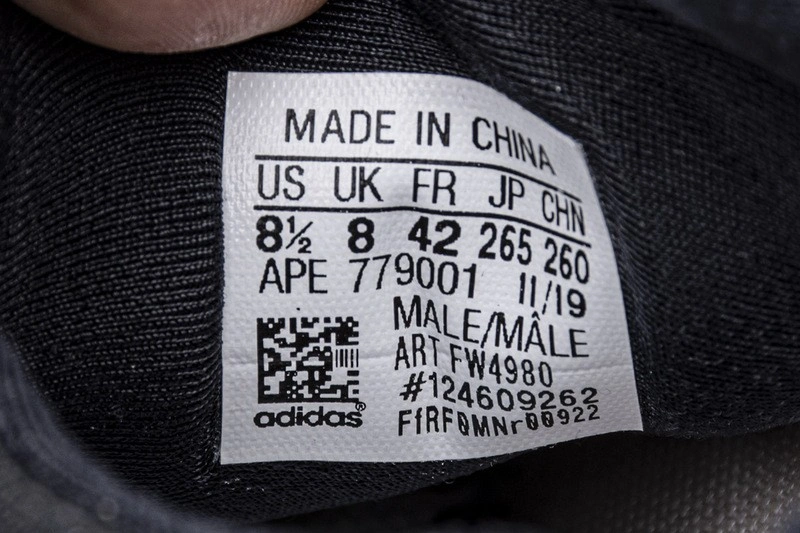 MADE IN CHINA
US UK FR JP CHN
8½ 8 42 265 260
APE 779001 11/19
MALE/MÂLE
ART FW4980
#124609262
FfRF0MNr00922
adidas®